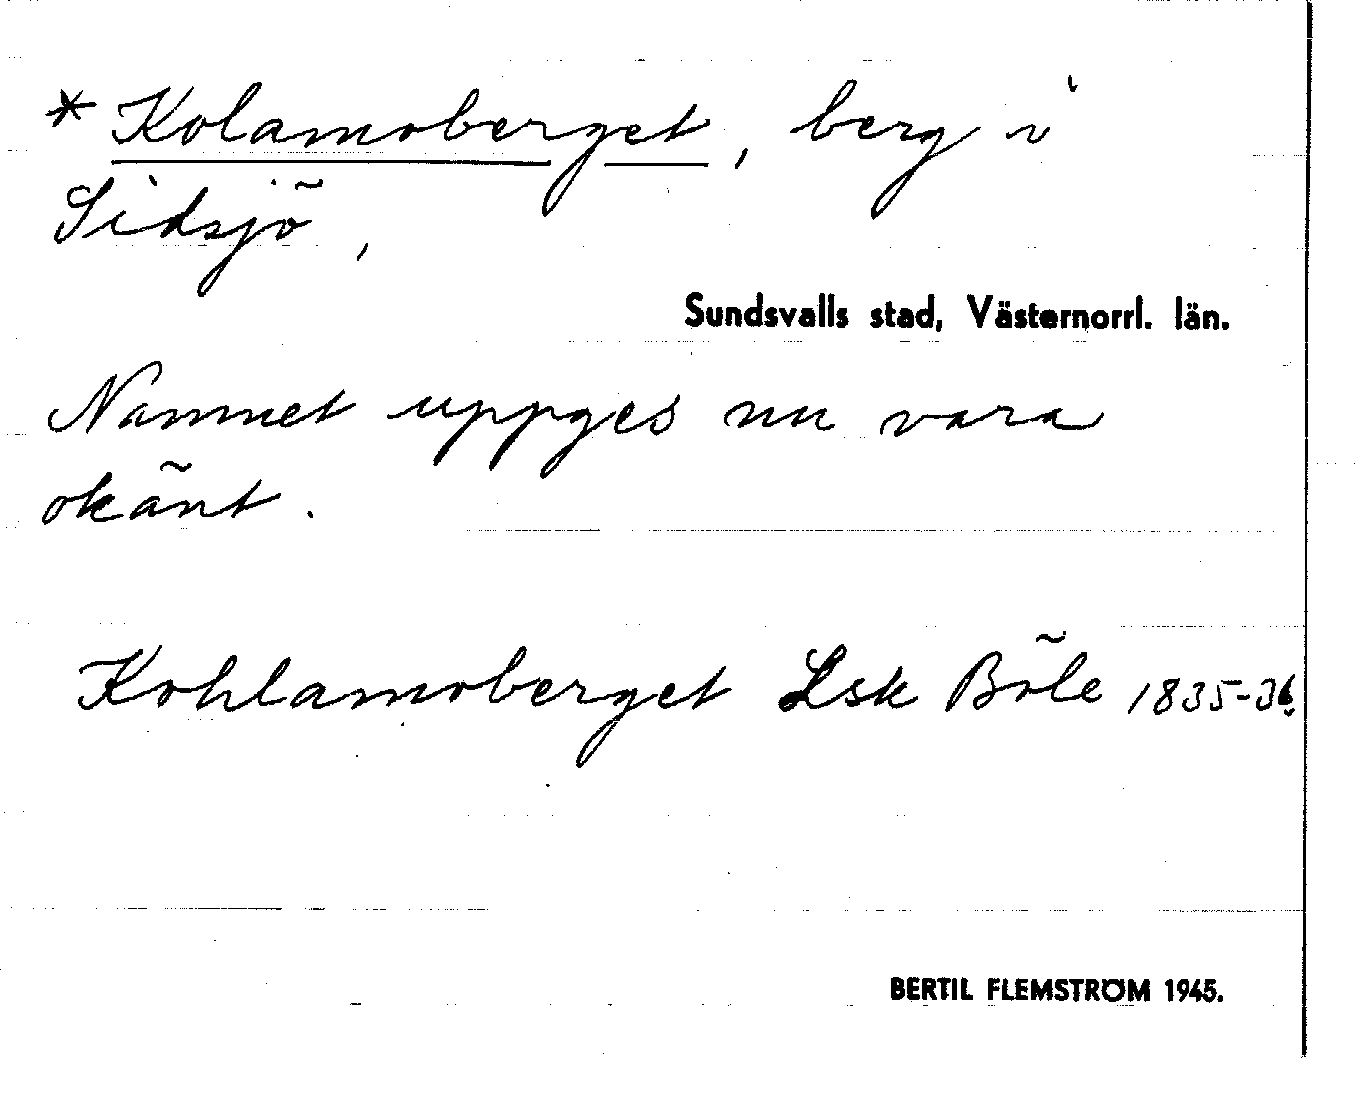 * Kolamoberget, berg i
Sidsjö,
Sundsvalls stad, Västernorrl. län.
Namnet uppges nu vara
okänt.
Kohlamoberget Lsk Böle 1835-36.
BERTIL FLEMSTRÖM 1945.